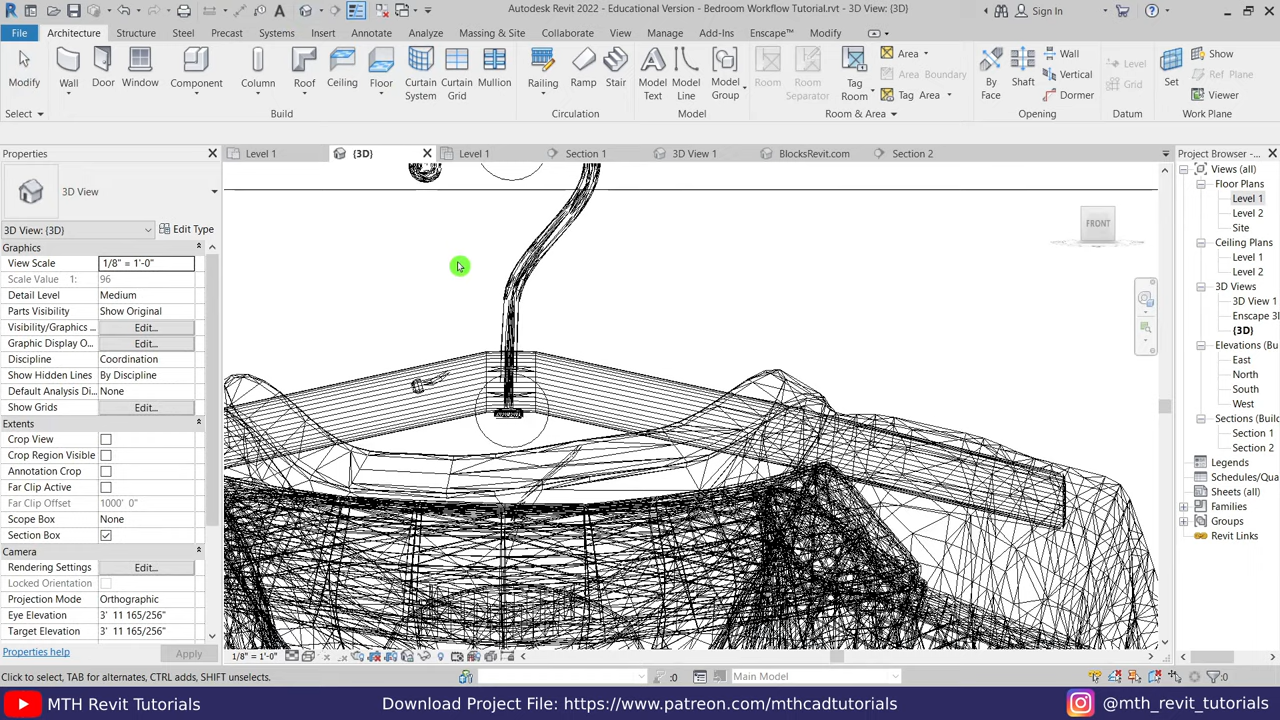 Autodesk Revit 2022 - Educational Version - Bedroom Workflow Tutorial.rvt - 3D View: {3D}
Sign In
File Architecture Structure Steel Precast Systems Insert Annotate Analyze Massing & Site Collaborate View Manage Add-Ins Enscape™ Modify
Modify Wall Door Window Component Column Roof Ceiling Floor Curtain System Curtain Grid Mullion Railing Ramp Stair Model Text Model Line Model Group Room Room Separator Tag Room
Area
Area Boundary
Tag Area
By Face Shaft
Wall
Vertical
Dormer
Level
Grid
Set
Show
Ref Plane
Viewer
Select Build Circulation Model Room & Area Opening Datum Work Plane
Properties
Level 1 {3D} Level 1 Section 1 3D View 1 BlocksRevit.com Section 2
Project Browser -...
3D View
3D View: {3D} Edit Type
Graphics
View Scale 1/8" = 1'-0"
Scale Value 1: 96
Detail Level Medium
Parts Visibility Show Original
Visibility/Graphics ... Edit...
Graphic Display O... Edit...
Discipline Coordination
Show Hidden Lines By Discipline
Default Analysis Di... None
Show Grids Edit...
Extents
Crop View
Crop Region Visible
Annotation Crop
Far Clip Active
Far Clip Offset 1000' 0"
Scope Box None
Section Box
Camera
Rendering Settings Edit...
Locked Orientation
Projection Mode Orthographic
Eye Elevation 3' 11 165/256"
Target Elevation 3' 11 165/256"
Properties help Apply
FRONT
Views (all)
Floor Plans
Level 1
Level 2
Site
Ceiling Plans
Level 1
Level 2
3D Views
3D View 1
Enscape 3
{3D}
Elevations (Bu
East
North
South
West
Sections (Buil
Section 1
Section 2
Legends
Schedules/Qua
Sheets (all)
Families
Groups
Revit Links
1/8" = 1'-0"
Click to select, TAB for alternates, CTRL adds, SHIFT unselects.
:0
Main Model
:0
MTH Revit Tutorials
Download Project File: https://www.patreon.com/mthcadtutorials
@mth_revit_tutorials